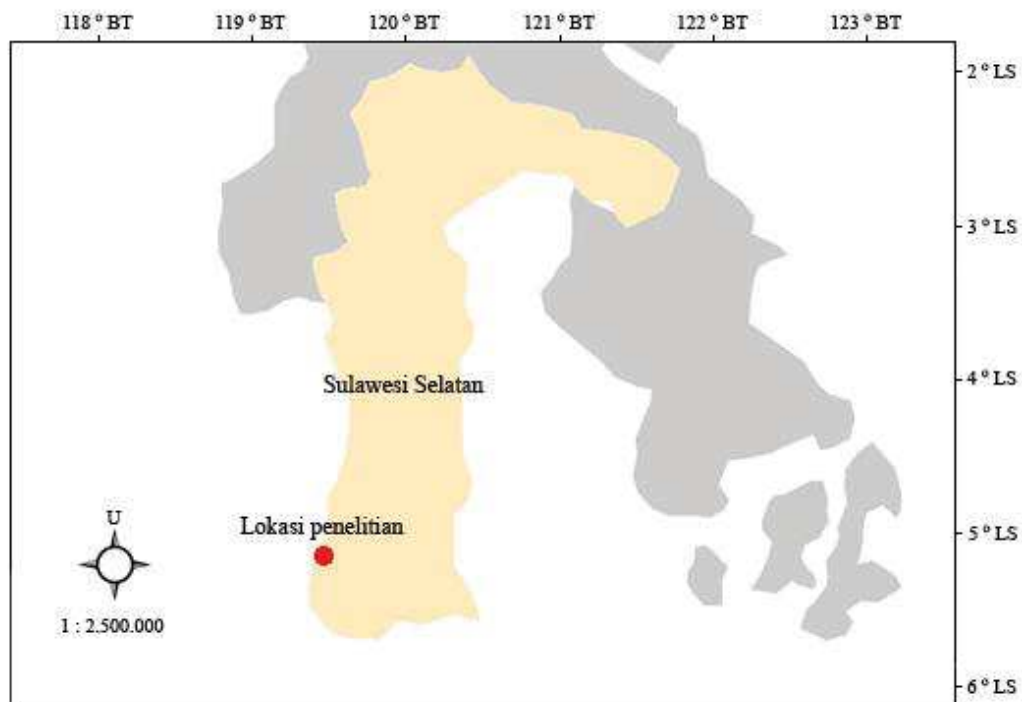 118° BT 119° BT 120° BT 121° BT 122° BT 123° BT
2° LS
3° LS
Sulawesi Selatan
4° LS
Lokasi penelitian
U
5° LS
1 : 2.500.000
6° LS